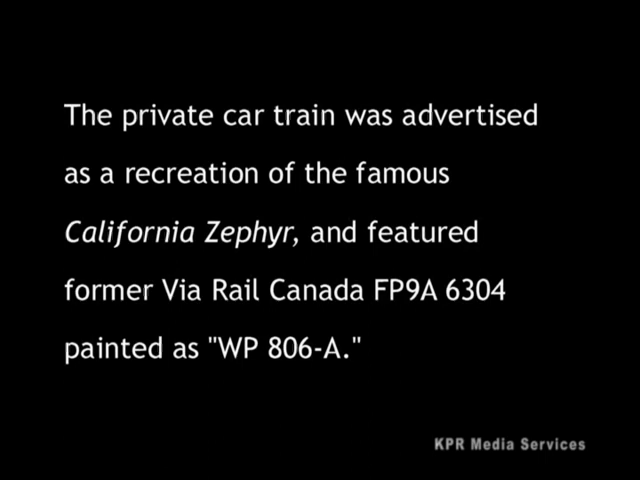 The private car train was advertised
as a recreation of the famous
California Zephyr, and featured
former Via Rail Canada FP9A 6304
painted as "WP 806-A."
KPR Media Services